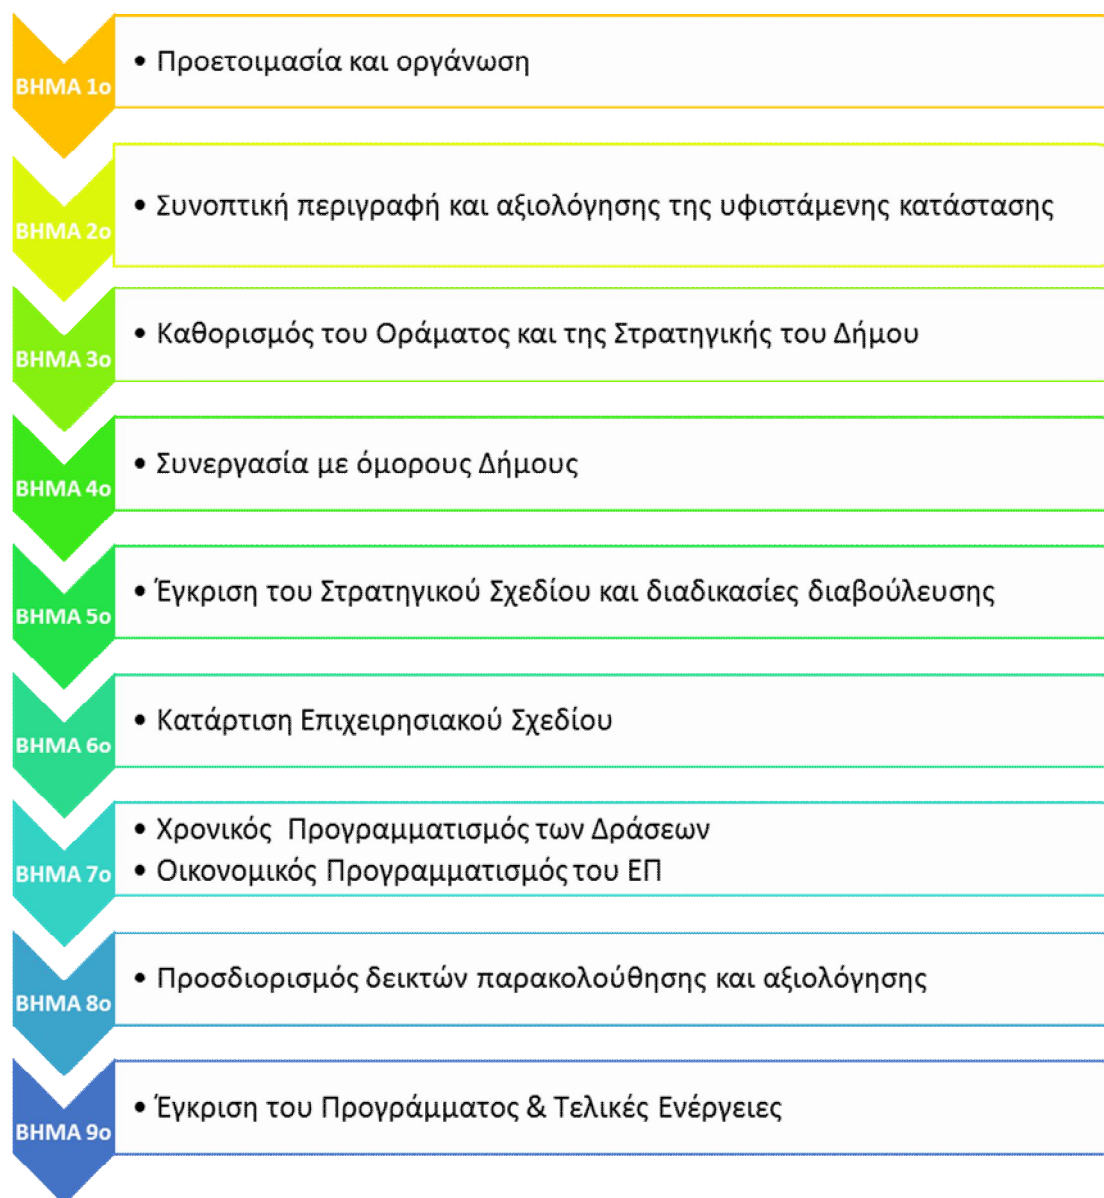 ΒΗΜΑ 1ο
• Προετοιμασία και οργάνωση
ΒΗΜΑ 2ο
• Συνοπτική περιγραφή και αξιολόγησης της υφιστάμενης κατάστασης
ΒΗΜΑ 3ο
• Καθορισμός του Οράματος και της Στρατηγικής του Δήμου
ΒΗΜΑ 4ο
• Συνεργασία με όμορους Δήμους
ΒΗΜΑ 5ο
• Έγκριση του Στρατηγικού Σχεδίου και διαδικασίες διαβούλευσης
ΒΗΜΑ 6ο
• Κατάρτιση Επιχειρησιακού Σχεδίου
ΒΗΜΑ 7ο
• Χρονικός Προγραμματισμός των Δράσεων
• Οικονομικός Προγραμματισμός του ΕΠ
ΒΗΜΑ 8ο
• Προσδιορισμός δεικτών παρακολούθησης και αξιολόγησης
ΒΗΜΑ 9ο
• Έγκριση του Προγράμματος & Τελικές Ενέργειες